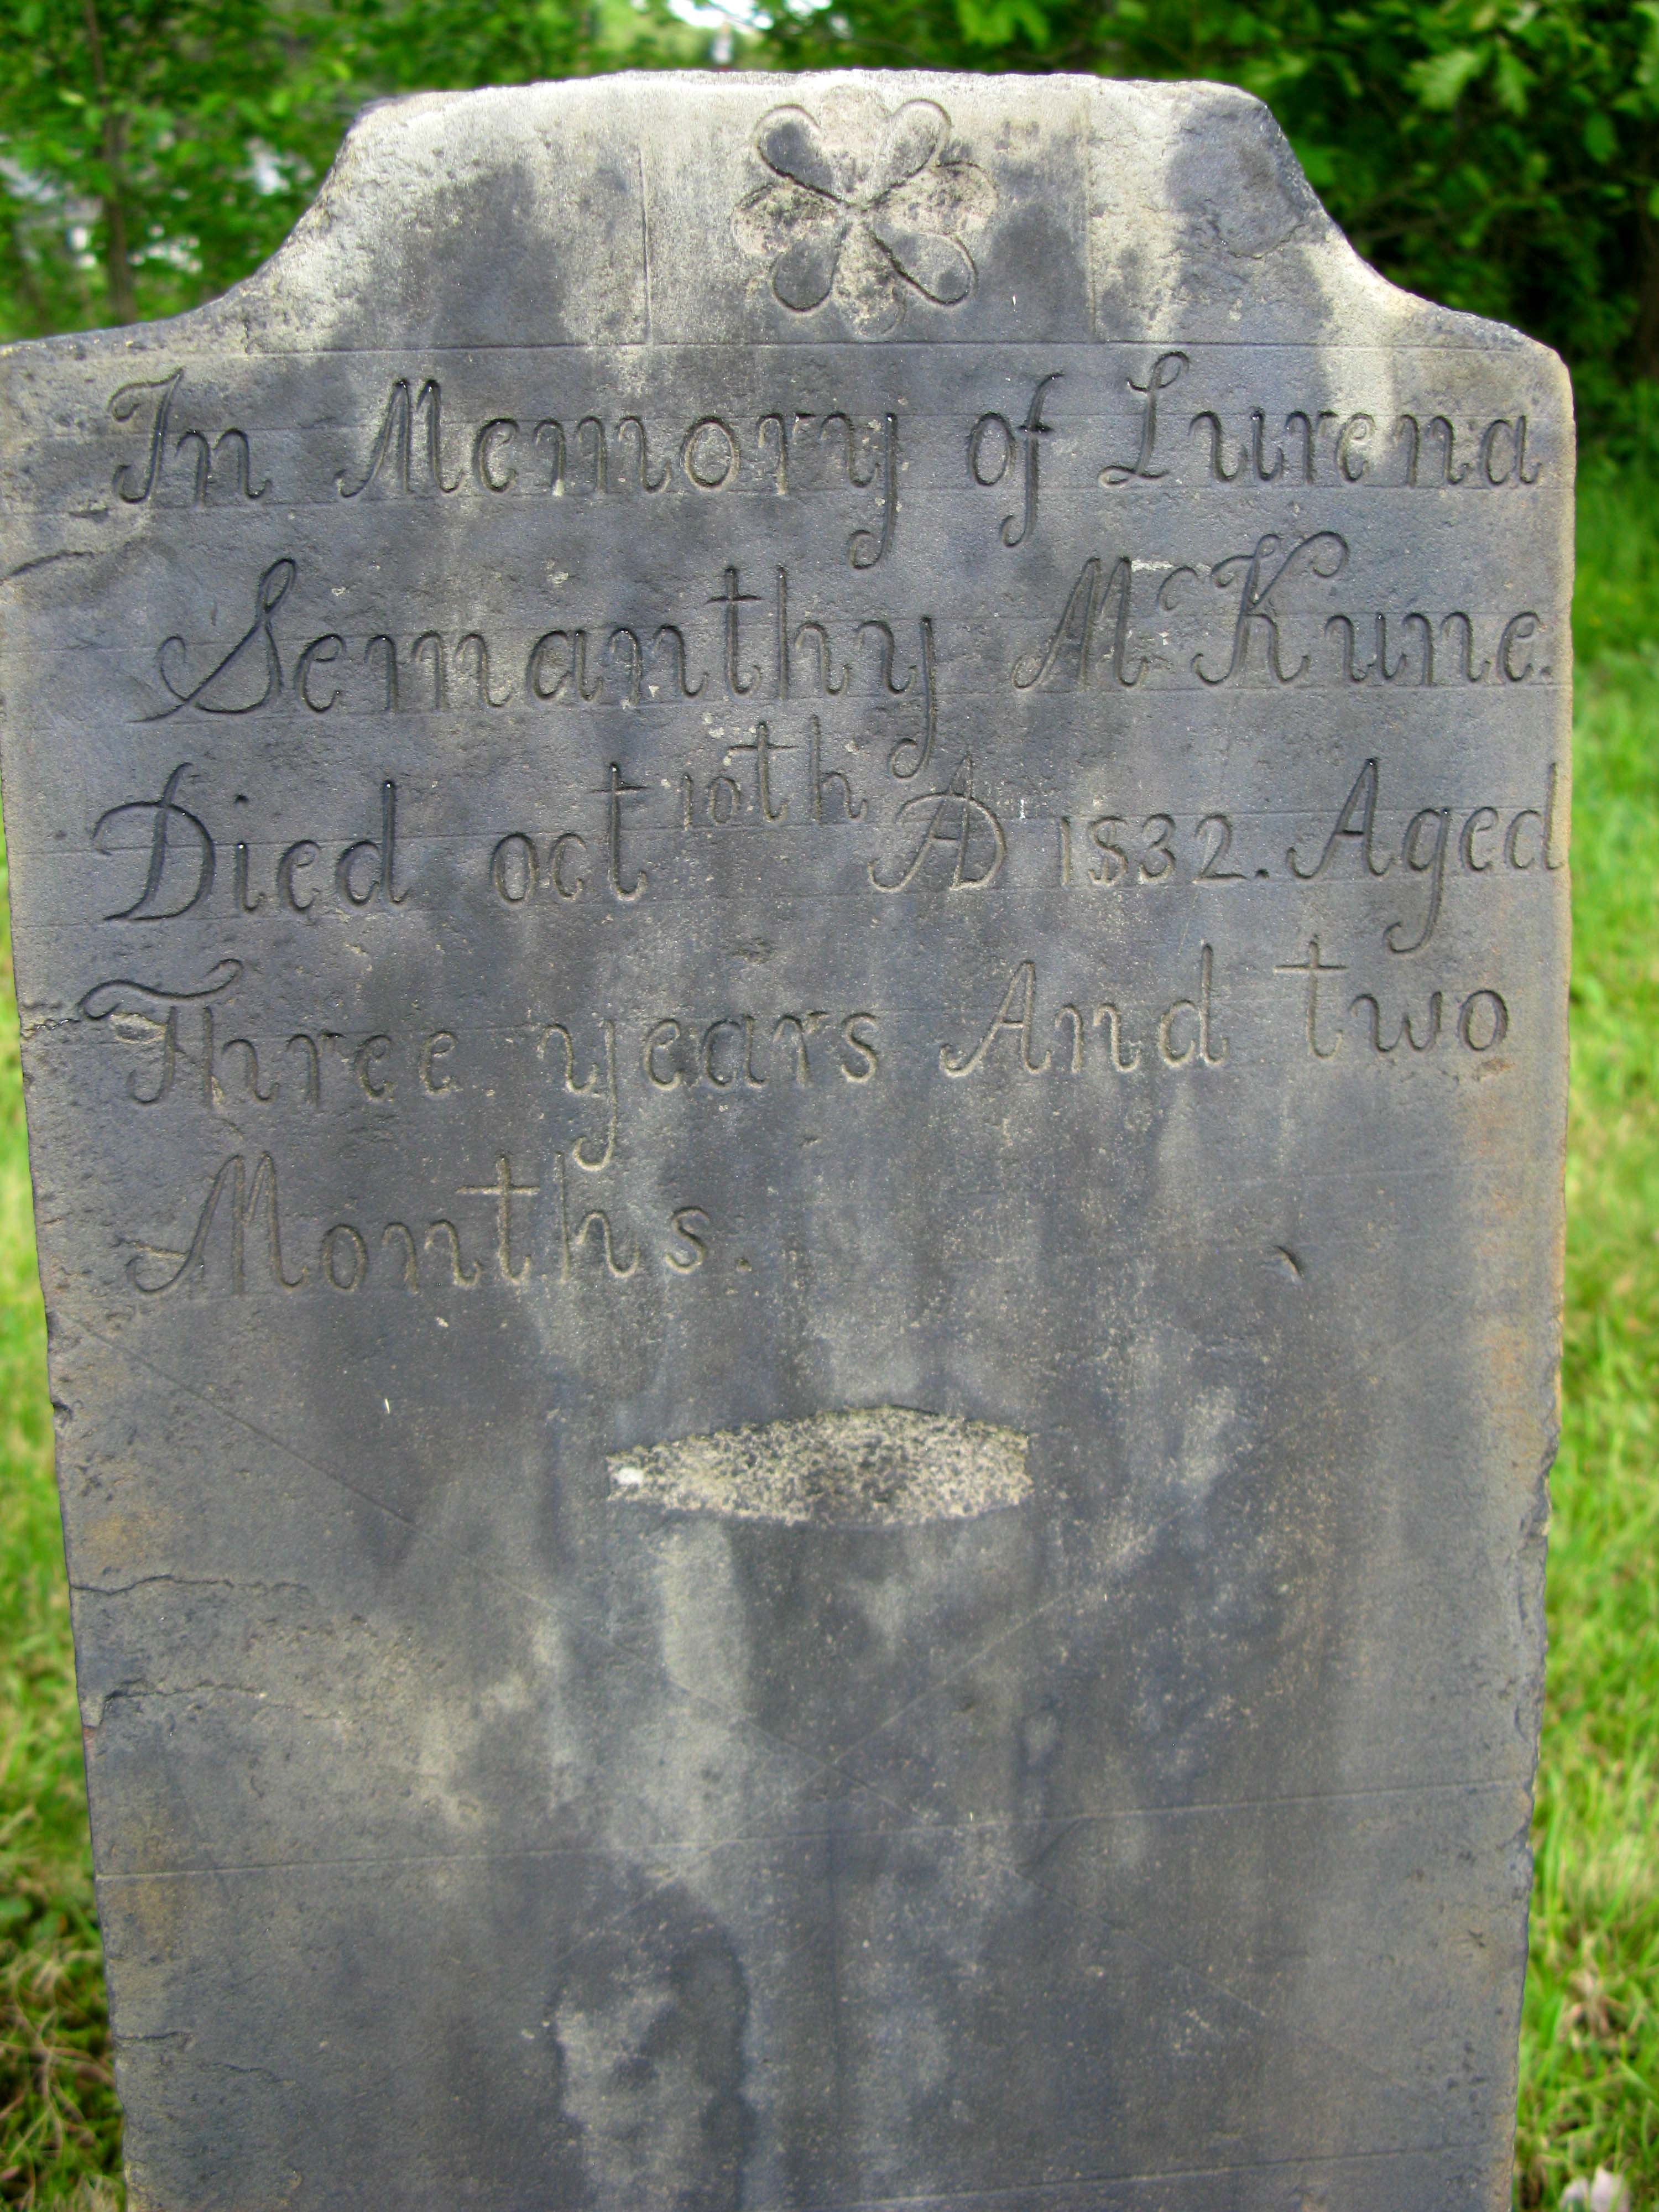 In Memory of Lurena
Semanthy McKune.
Died oct 10th AD 1832. Aged
Three years And two
Months.